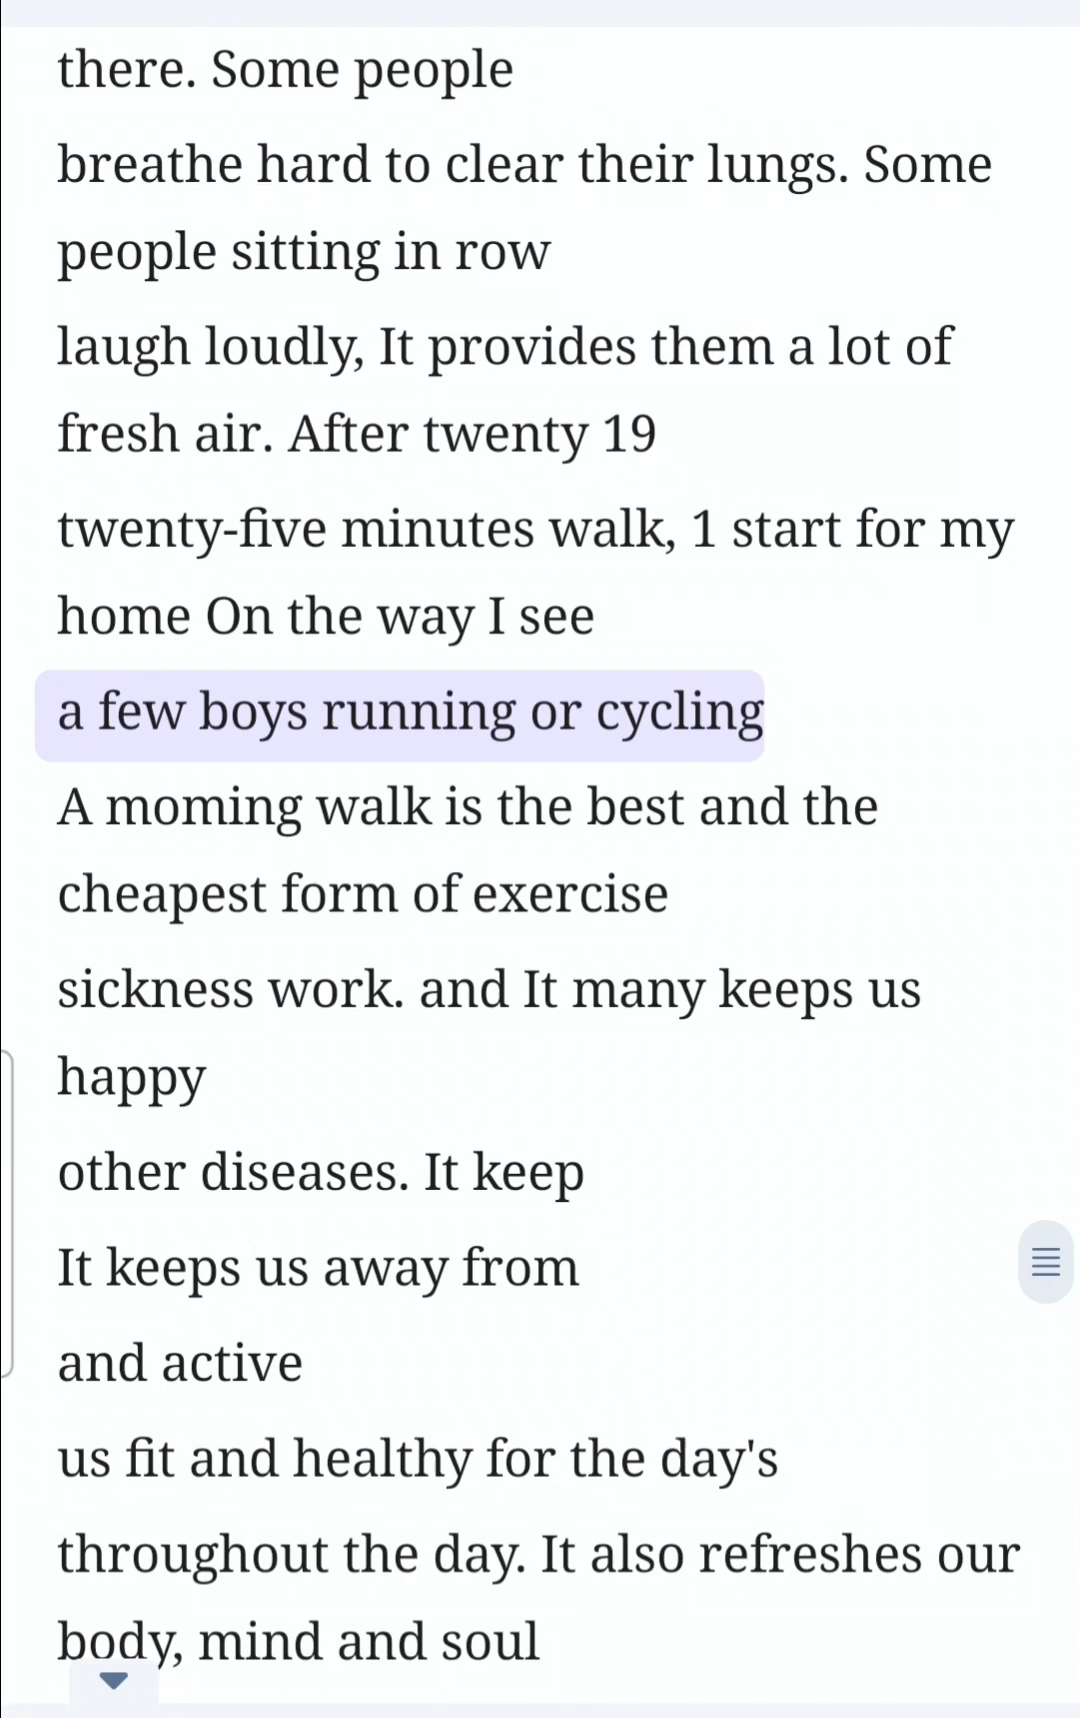 there. Some people
breathe hard to clear their lungs. Some
people sitting in row
laugh loudly, It provides them a lot of
fresh air. After twenty 19
twenty-five minutes walk, 1 start for my
home On the way I see
a few boys running or cycling
A moming walk is the best and the
cheapest form of exercise
sickness work. and It many keeps us
happy
other diseases. It keep
It keeps us away from
and active
us fit and healthy for the day's
throughout the day. It also refreshes our
body, mind and soul